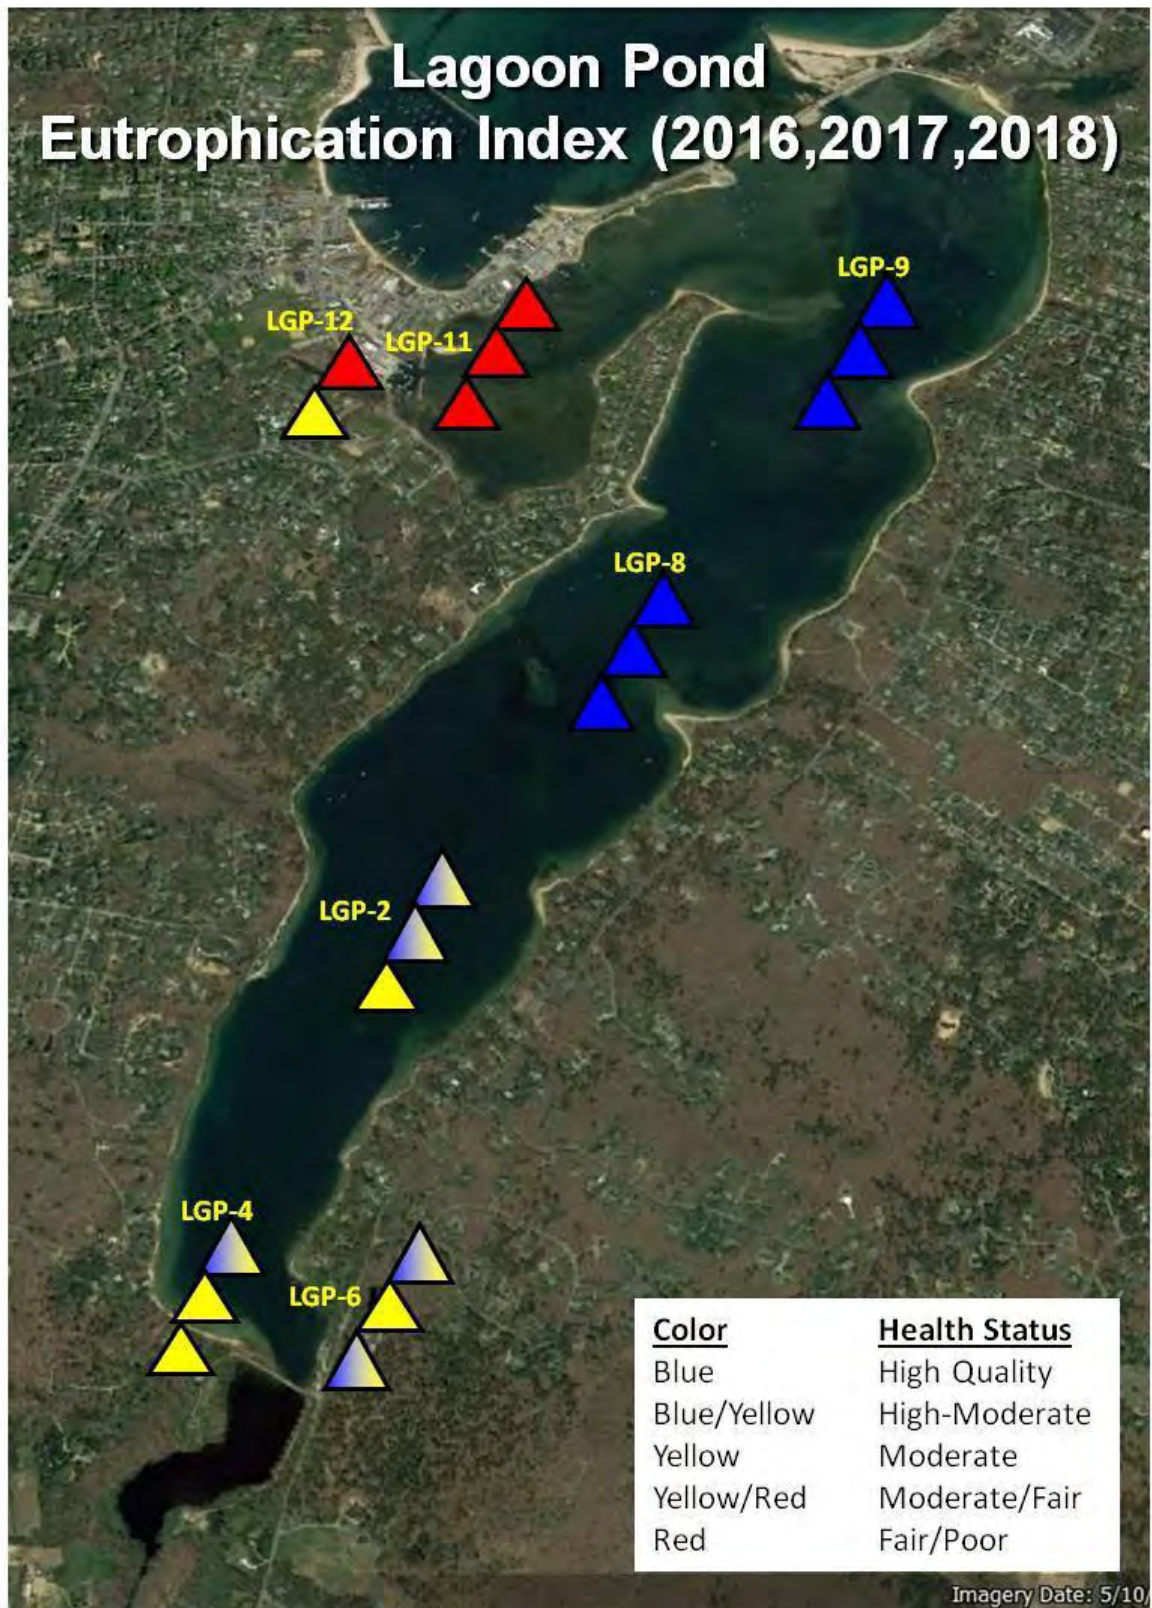 Lagoon Pond
Eutrophication Index (2016,2017,2018)
LGP-9
LGP-12
LGP-11
LGP-8
LGP-2
LGP-4
LGP-6
Color Health Status
Blue High Quality
Blue/Yellow High-Moderate
Yellow Moderate
Yellow/Red Moderate/Fair
Red Fair/Poor
Imagery Date: 5/10/